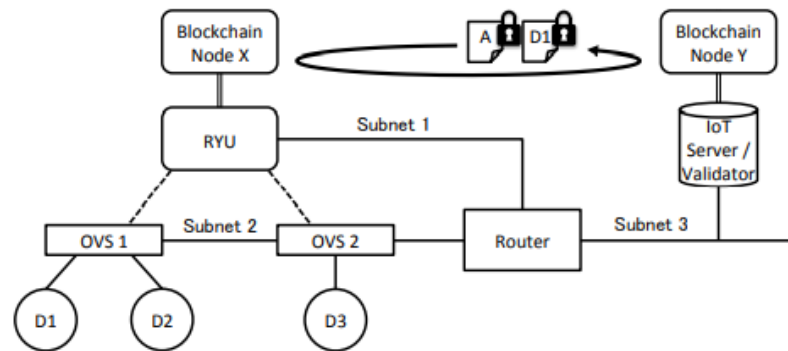 Blockchain
Node X
A
D1
Blockchain
Node Y
RYU
Subnet 1
IoT
Server /
Validator
OVS 1
Subnet 2
OVS 2
Router
Subnet 3
D1
D2
D3